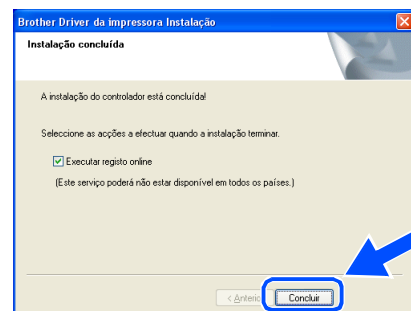 Brother Driver da impressora Instalação
Instalação concluída
A instalação do controlador está concluída!
Seleccione as acções a efectuar quando a instalação terminar.
Executar registo online
(Este serviço poderá não estar disponível em todos os países.)
< Anterio
Concluir